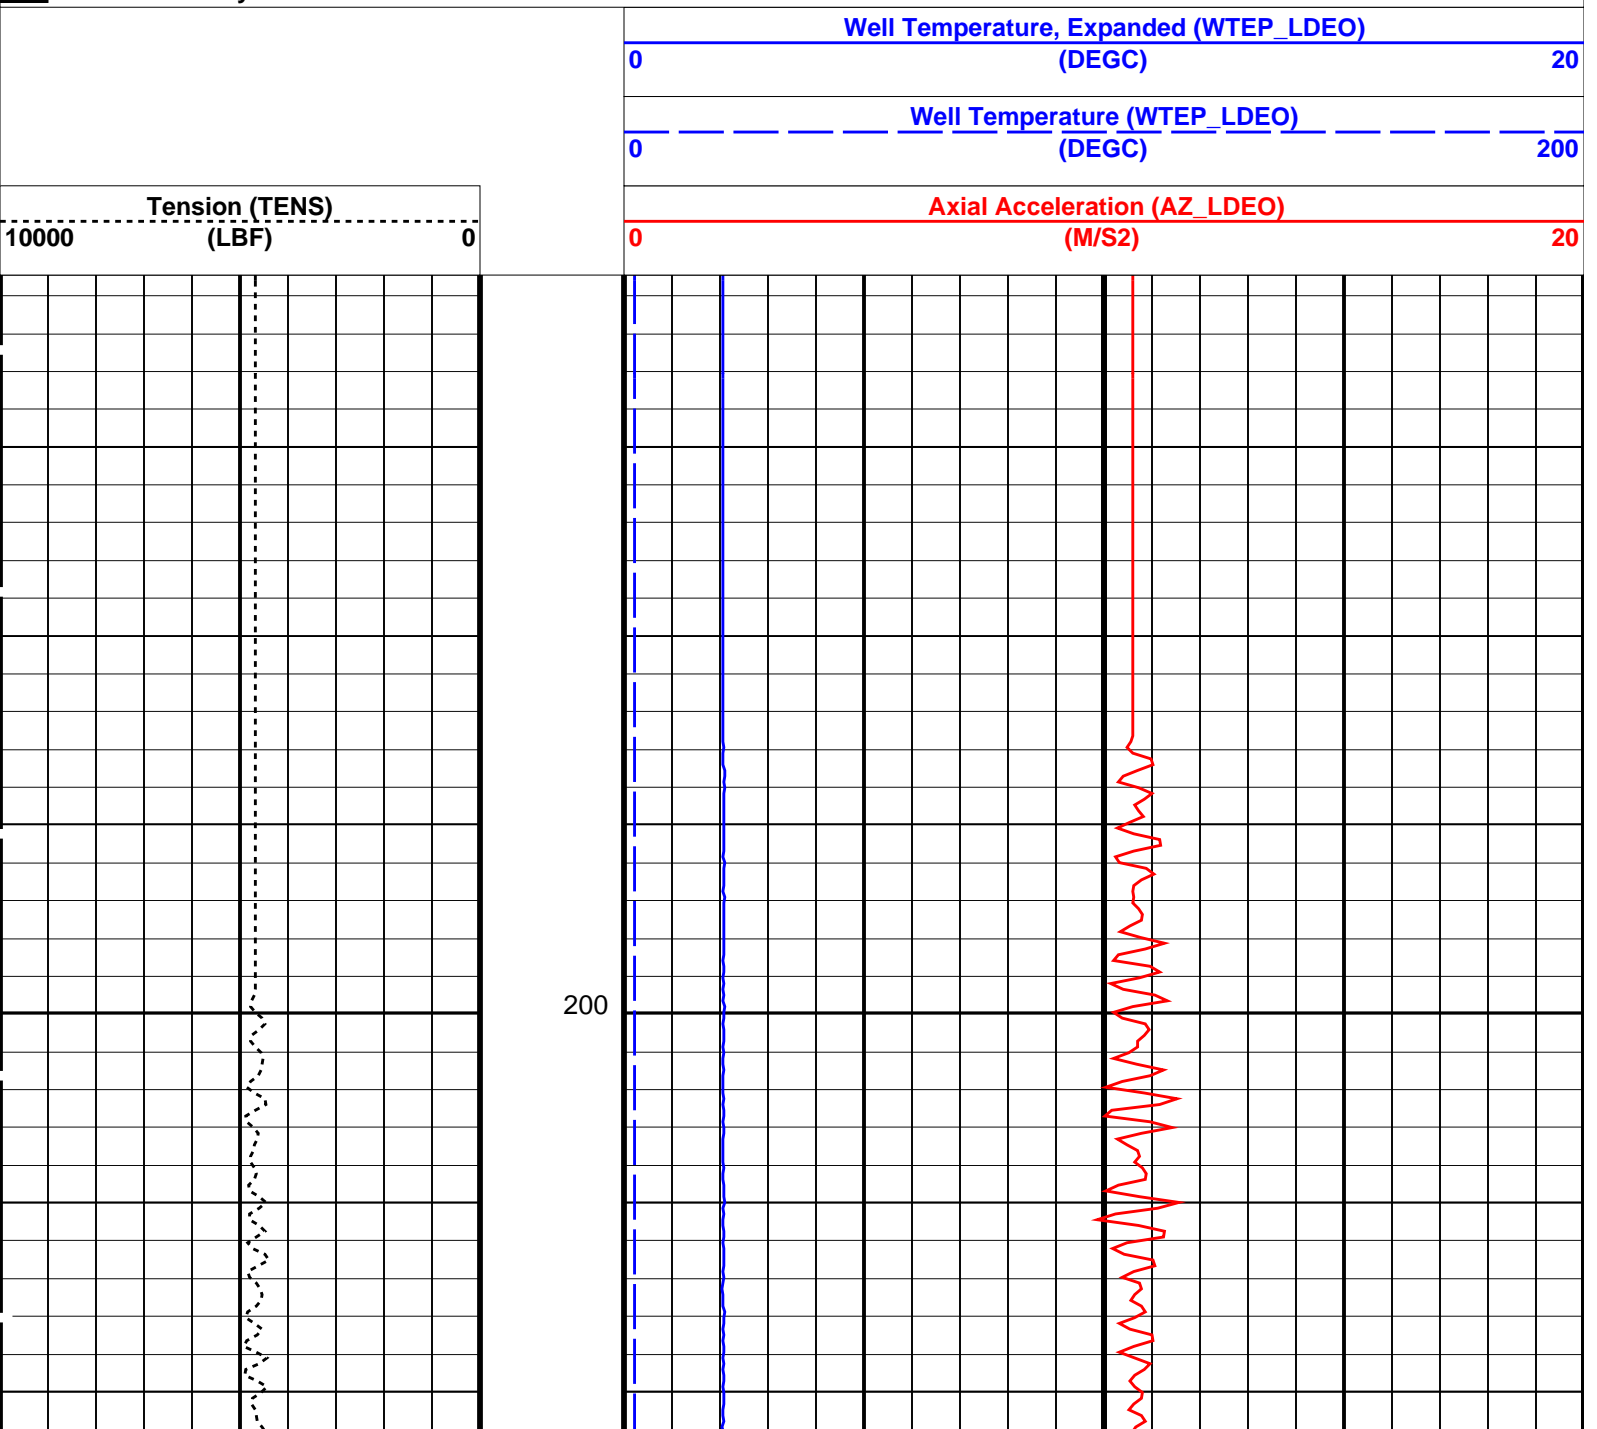 Well Temperature, Expanded (WTEP_LDEO)
0 (DEGC) 20
Well Temperature (WTEP_LDEO)
0 (DEGC) 200
Tension (TENS) Axial Acceleration (AZ_LDEO)
10000 (LBF) 0 0 (M/S2) 20
200